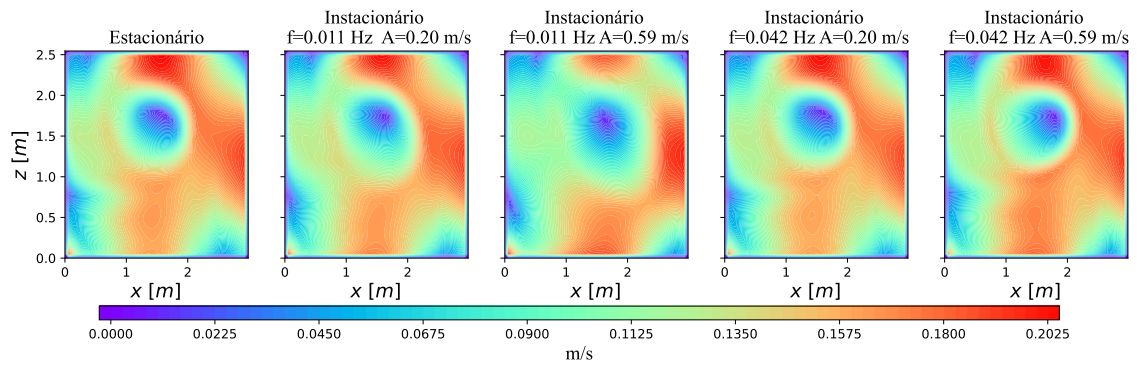 Estacionário
Instacionário
f=0.011 Hz  A=0.20 m/s
Instacionário
f=0.011 Hz A=0.59 m/s
Instacionário
f=0.042 Hz A=0.20 m/s
Instacionário
f=0.042 Hz A=0.59 m/s
2.5
2.0
1.5
1.0
0.5
0.0
z [m]
0 1 2
0 1 2
0 1 2
0 1 2
1 2
x [m] x [m] x [m] x [m] x [m]
0.0000 0.0225 0.0450 0.0675 0.0900 0.1125 0.1350 0.1575 0.1800 0.2025
m/s